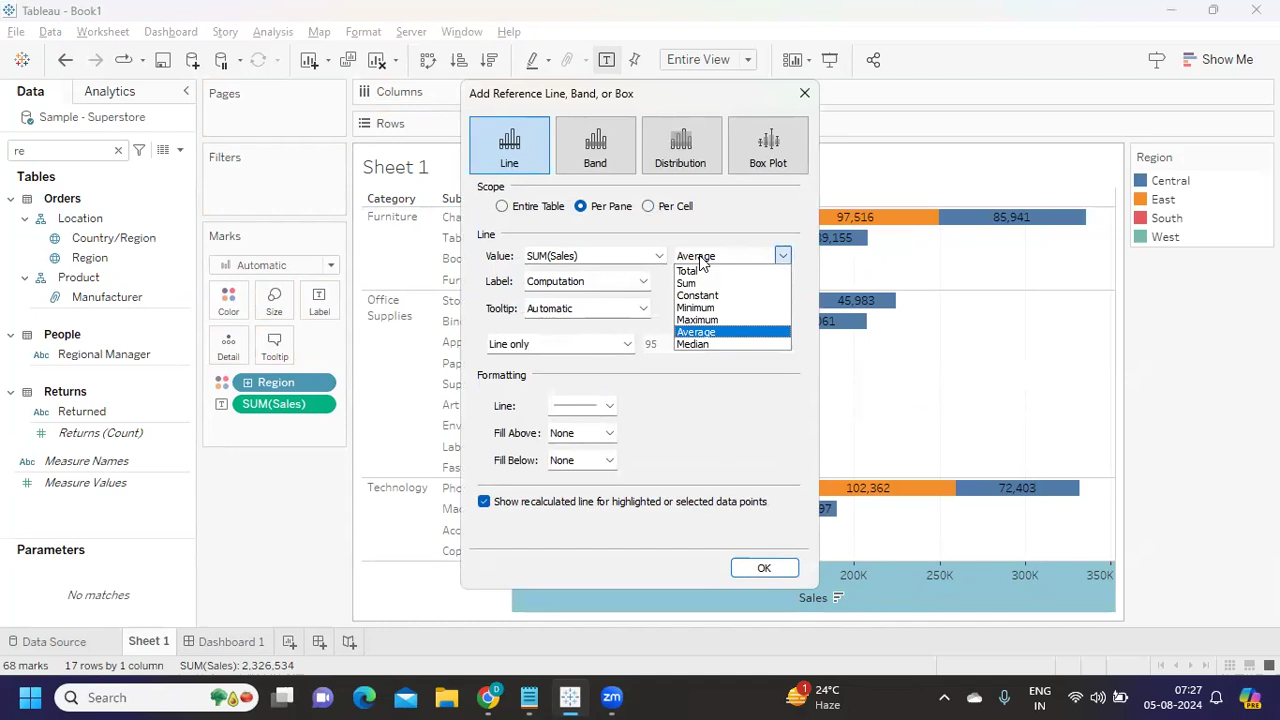 Tableau - Book1
File Data Worksheet Dashboard Story Analysis Map Format Server Window Help
Entire View
Show Me
Data Analytics
Sample - Superstore
re
Tables
Orders
Location
Country/Region
Region
Product
Manufacturer
People
Regional Manager
Returns
Abc Returned
Returns (Count)
Abc Measure Names
Measure Values
Parameters
No matches
Pages
Filters
Marks
Automatic
Color Size Label
Detail Tooltip
Region
SUM(Sales)
Columns
Rows
Sheet 1
Category Sub
Furniture Cha
Tab
Office
Supplies
Technology
Add Reference Line, Band, or Box
Line Band Distribution Box Plot
Scope
Entire Table Per Pane Per Cell
Line
Value: SUM(Sales) Average
Label: Computation
Tooltip: Automatic
Line only 95
Total
Sum
Constant
Minimum
Maximum
Average
Median
Formatting
Line:
Fill Above: None
Fill Below: None
Show recalculated line for highlighted or selected data points
OK
97,516 85,941
45,983
102,362 72,403
200K 250K 300K 350K
Sales
Region
Central
East
South
West
Data Source Sheet 1 Dashboard 1
68 marks 17 rows by 1 column SUM(Sales): 2,326,534
Search
24°C
Haze
ENG
IN
07:27
05-08-2024